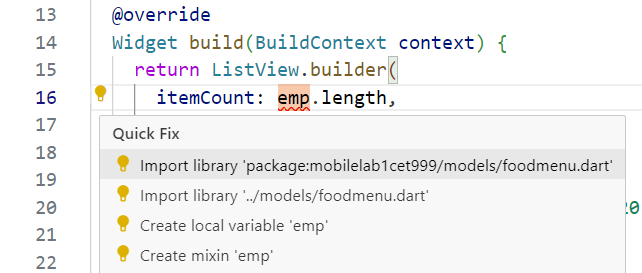 13 @override
14 Widget build(BuildContext context) {
15 return ListView.builder(
16 itemCount: emp.length,
17
Quick Fix
18
Import library 'package:mobilelab1cet999/models/foodmenu.dart'
19
Import library '../models/foodmenu.dart'
20 20
Create local variable 'emp'
21
Create mixin 'emp'
22